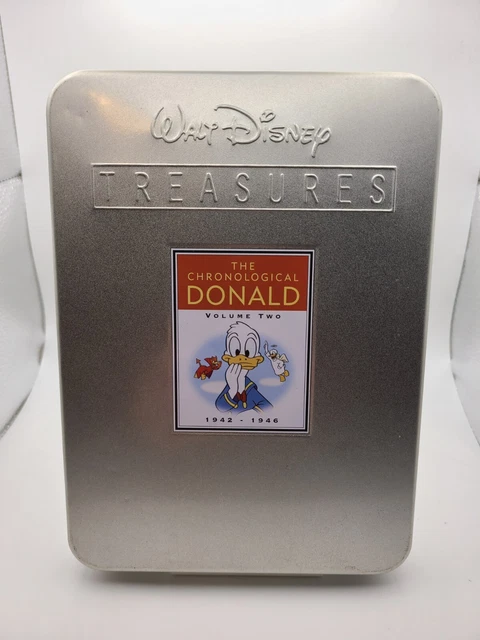 Walt Disney
TREASURES
THE
CHRONOLOGICAL
DONALD
VOLUME TWO
1942 - 1946